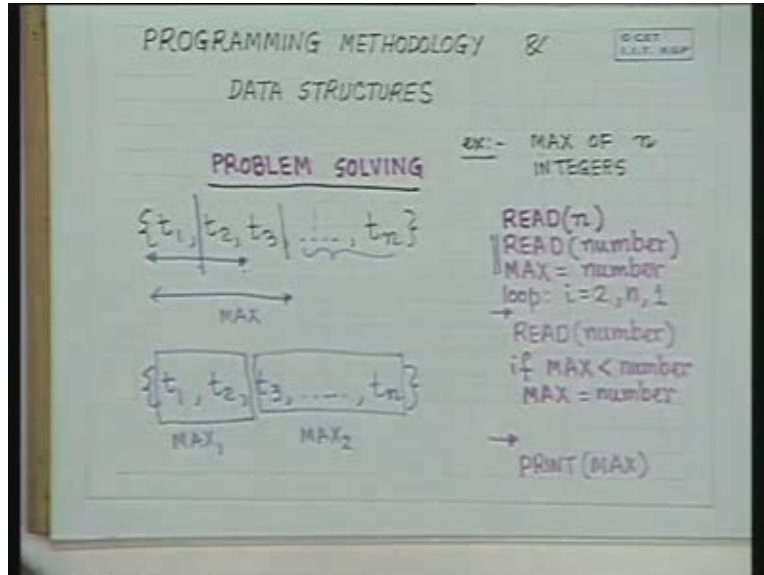 PROGRAMMING METHODOLOGY &
DATA STRUCTURES
© CET
I.I.T. KGP
PROBLEM SOLVING
ex:- MAX OF n
INTEGERS
{t₁, t₂, t₃, ....., tₙ}
MAX
{t₁, t₂, t₃, ....., tₙ}
MAX₁ MAX₂
READ(n)
READ(number)
MAX = number
loop: i=2, n, 1
READ(number)
if MAX < number
MAX = number
PRINT(MAX)